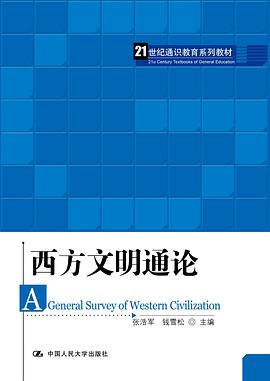 21世纪通识教育系列教材
21st Century Textbooks of General Education
西方文明通论
A General Survey of Western Civilization
张浩军 钱雪松 ◎ 主编
中国人民大学出版社